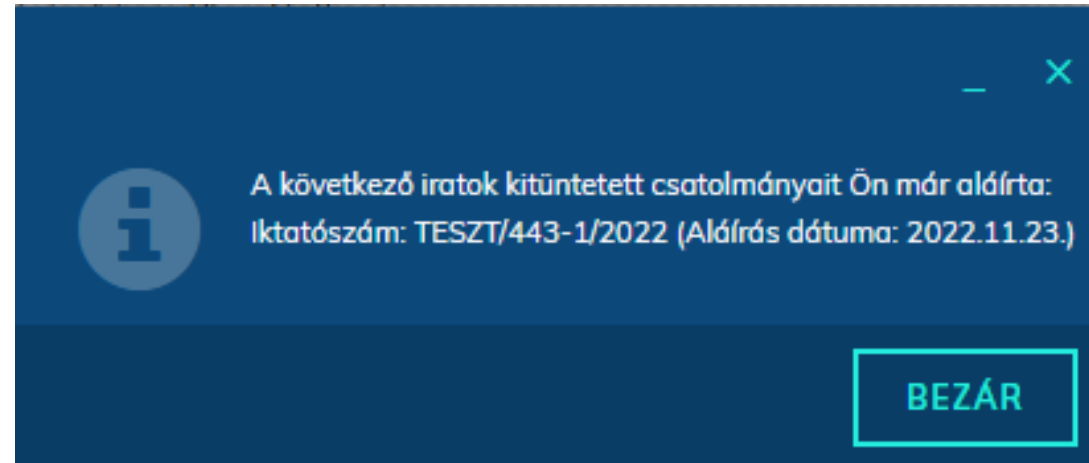 A következő iratok kitüntetett csatolmányait Ön már aláírta:
Iktatószám: TESZT/443-1/2022 (Aláírás dátuma: 2022.11.23.)
BEZÁR